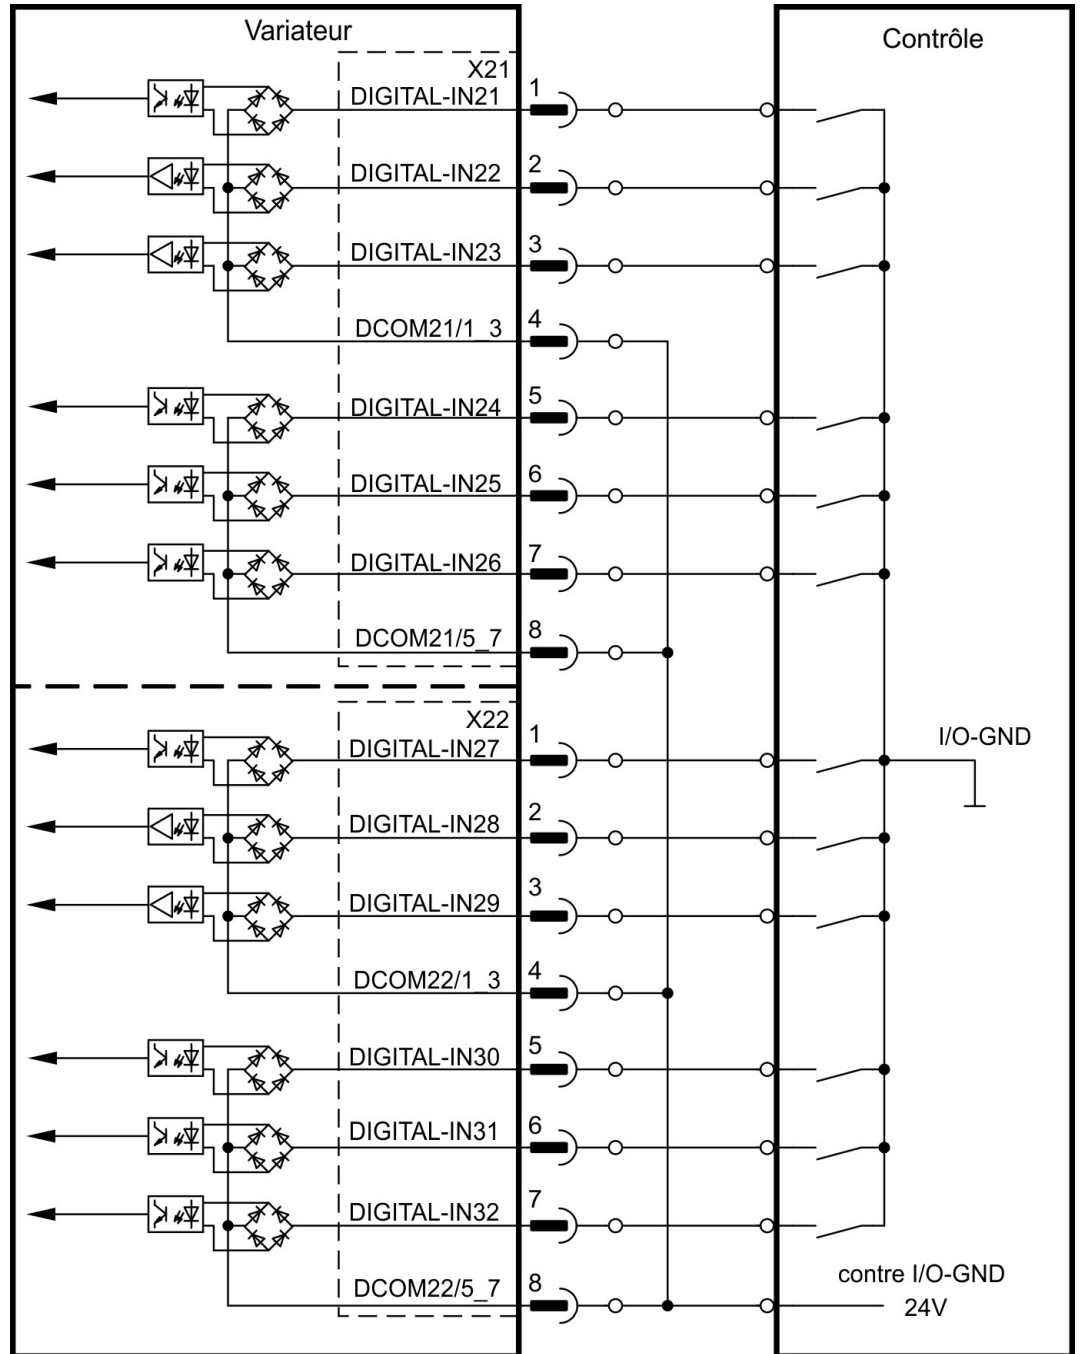 Variateur
Contrôle
X21
DIGITAL-IN21 1
DIGITAL-IN22 2
DIGITAL-IN23 3
DCOM21/1_3 4
DIGITAL-IN24 5
DIGITAL-IN25 6
DIGITAL-IN26 7
DCOM21/5_7 8
X22
DIGITAL-IN27 1
I/O-GND
DIGITAL-IN28 2
DIGITAL-IN29 3
DCOM22/1_3 4
DIGITAL-IN30 5
DIGITAL-IN31 6
DIGITAL-IN32 7
DCOM22/5_7 8
contre I/O-GND
24V